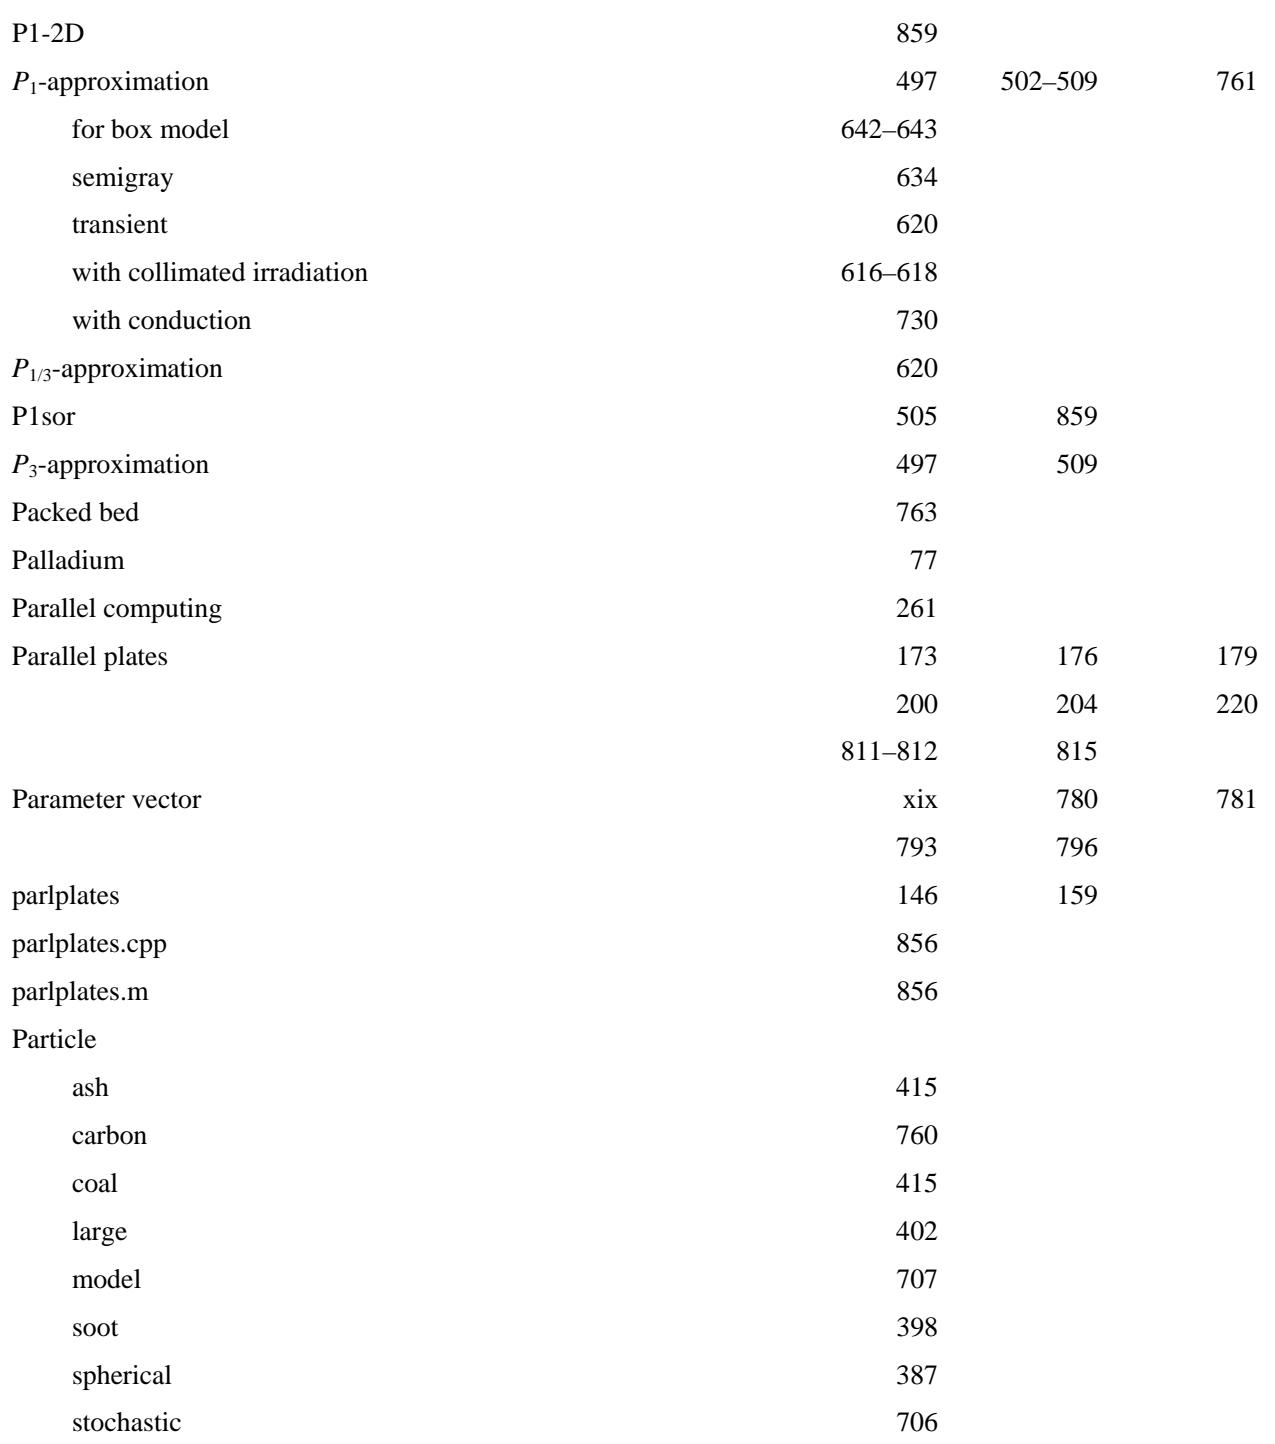 P1-2D 859
P1-approximation 497 502–509 761
for box model 642–643
semigray 634
transient 620
with collimated irradiation 616–618
with conduction 730
P1/3-approximation 620
P1sor 505 859
P3-approximation 497 509
Packed bed 763
Palladium 77
Parallel computing 261
Parallel plates 173 176 179
200 204 220
811–812 815
Parameter vector xix 780 781
793 796
parlplates 146 159
parlplates.cpp 856
parlplates.m 856
Particle
ash 415
carbon 760
coal 415
large 402
model 707
soot 398
spherical 387
stochastic 706